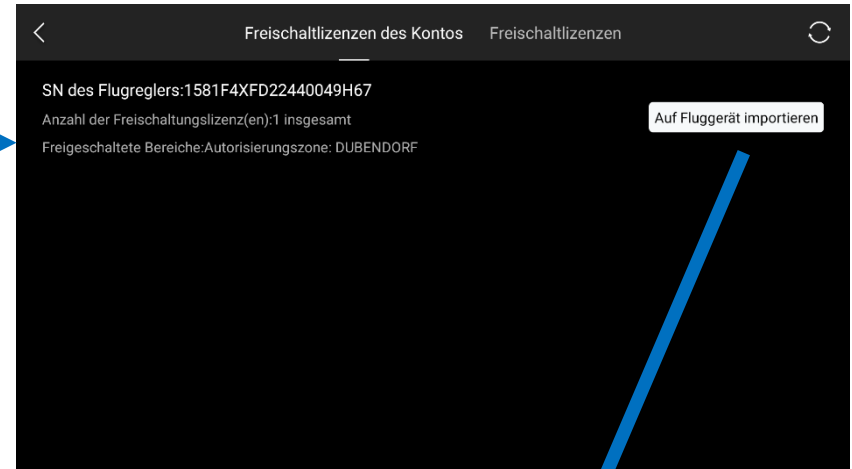 Freischaltlizenzen des Kontos Freischaltlizenzen
SN des Flugreglers:1581F4XFD22440049H67
Anzahl der Freischaltungslizenz(en):1 insgesamt
Auf Fluggerät importieren
Freigeschaltete Bereiche:Autorisierungszone: DUBENDORF